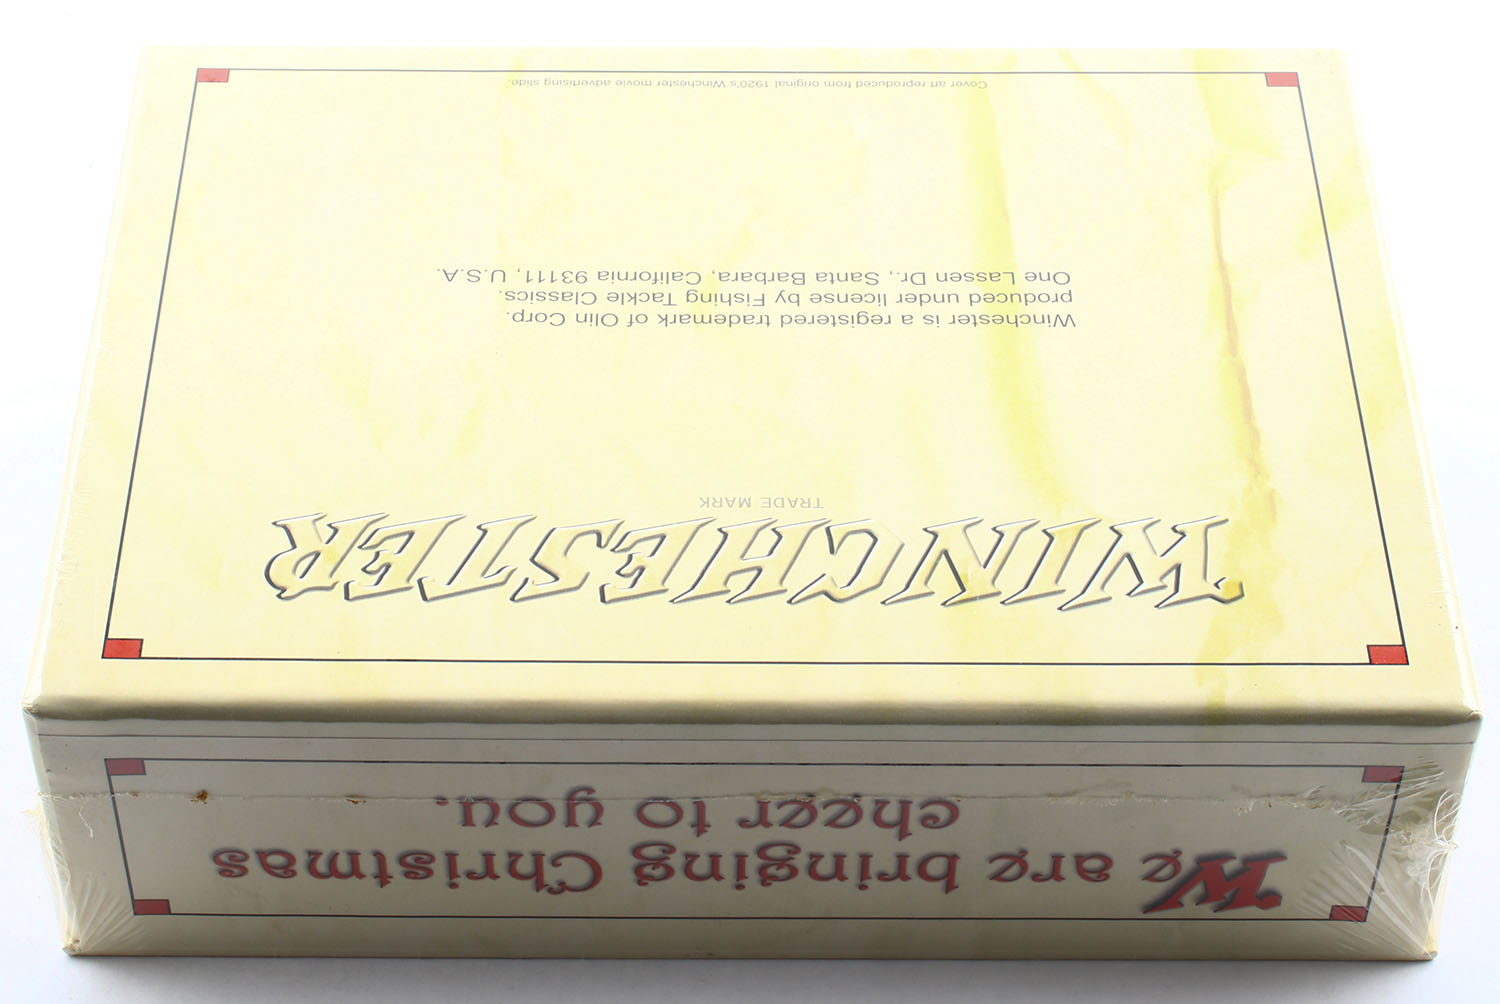 We are bringing Christmas
cheer to you.
WINCHESTER
TRADE MARK
Winchester is a registered trademark of Olin Corp.
produced under license by Fishing Tackle Classics.
One Lassen Dr., Santa Barbara, California 93111, U.S.A.
Cover art reproduced from original 1920's Winchester movie advertising slide.